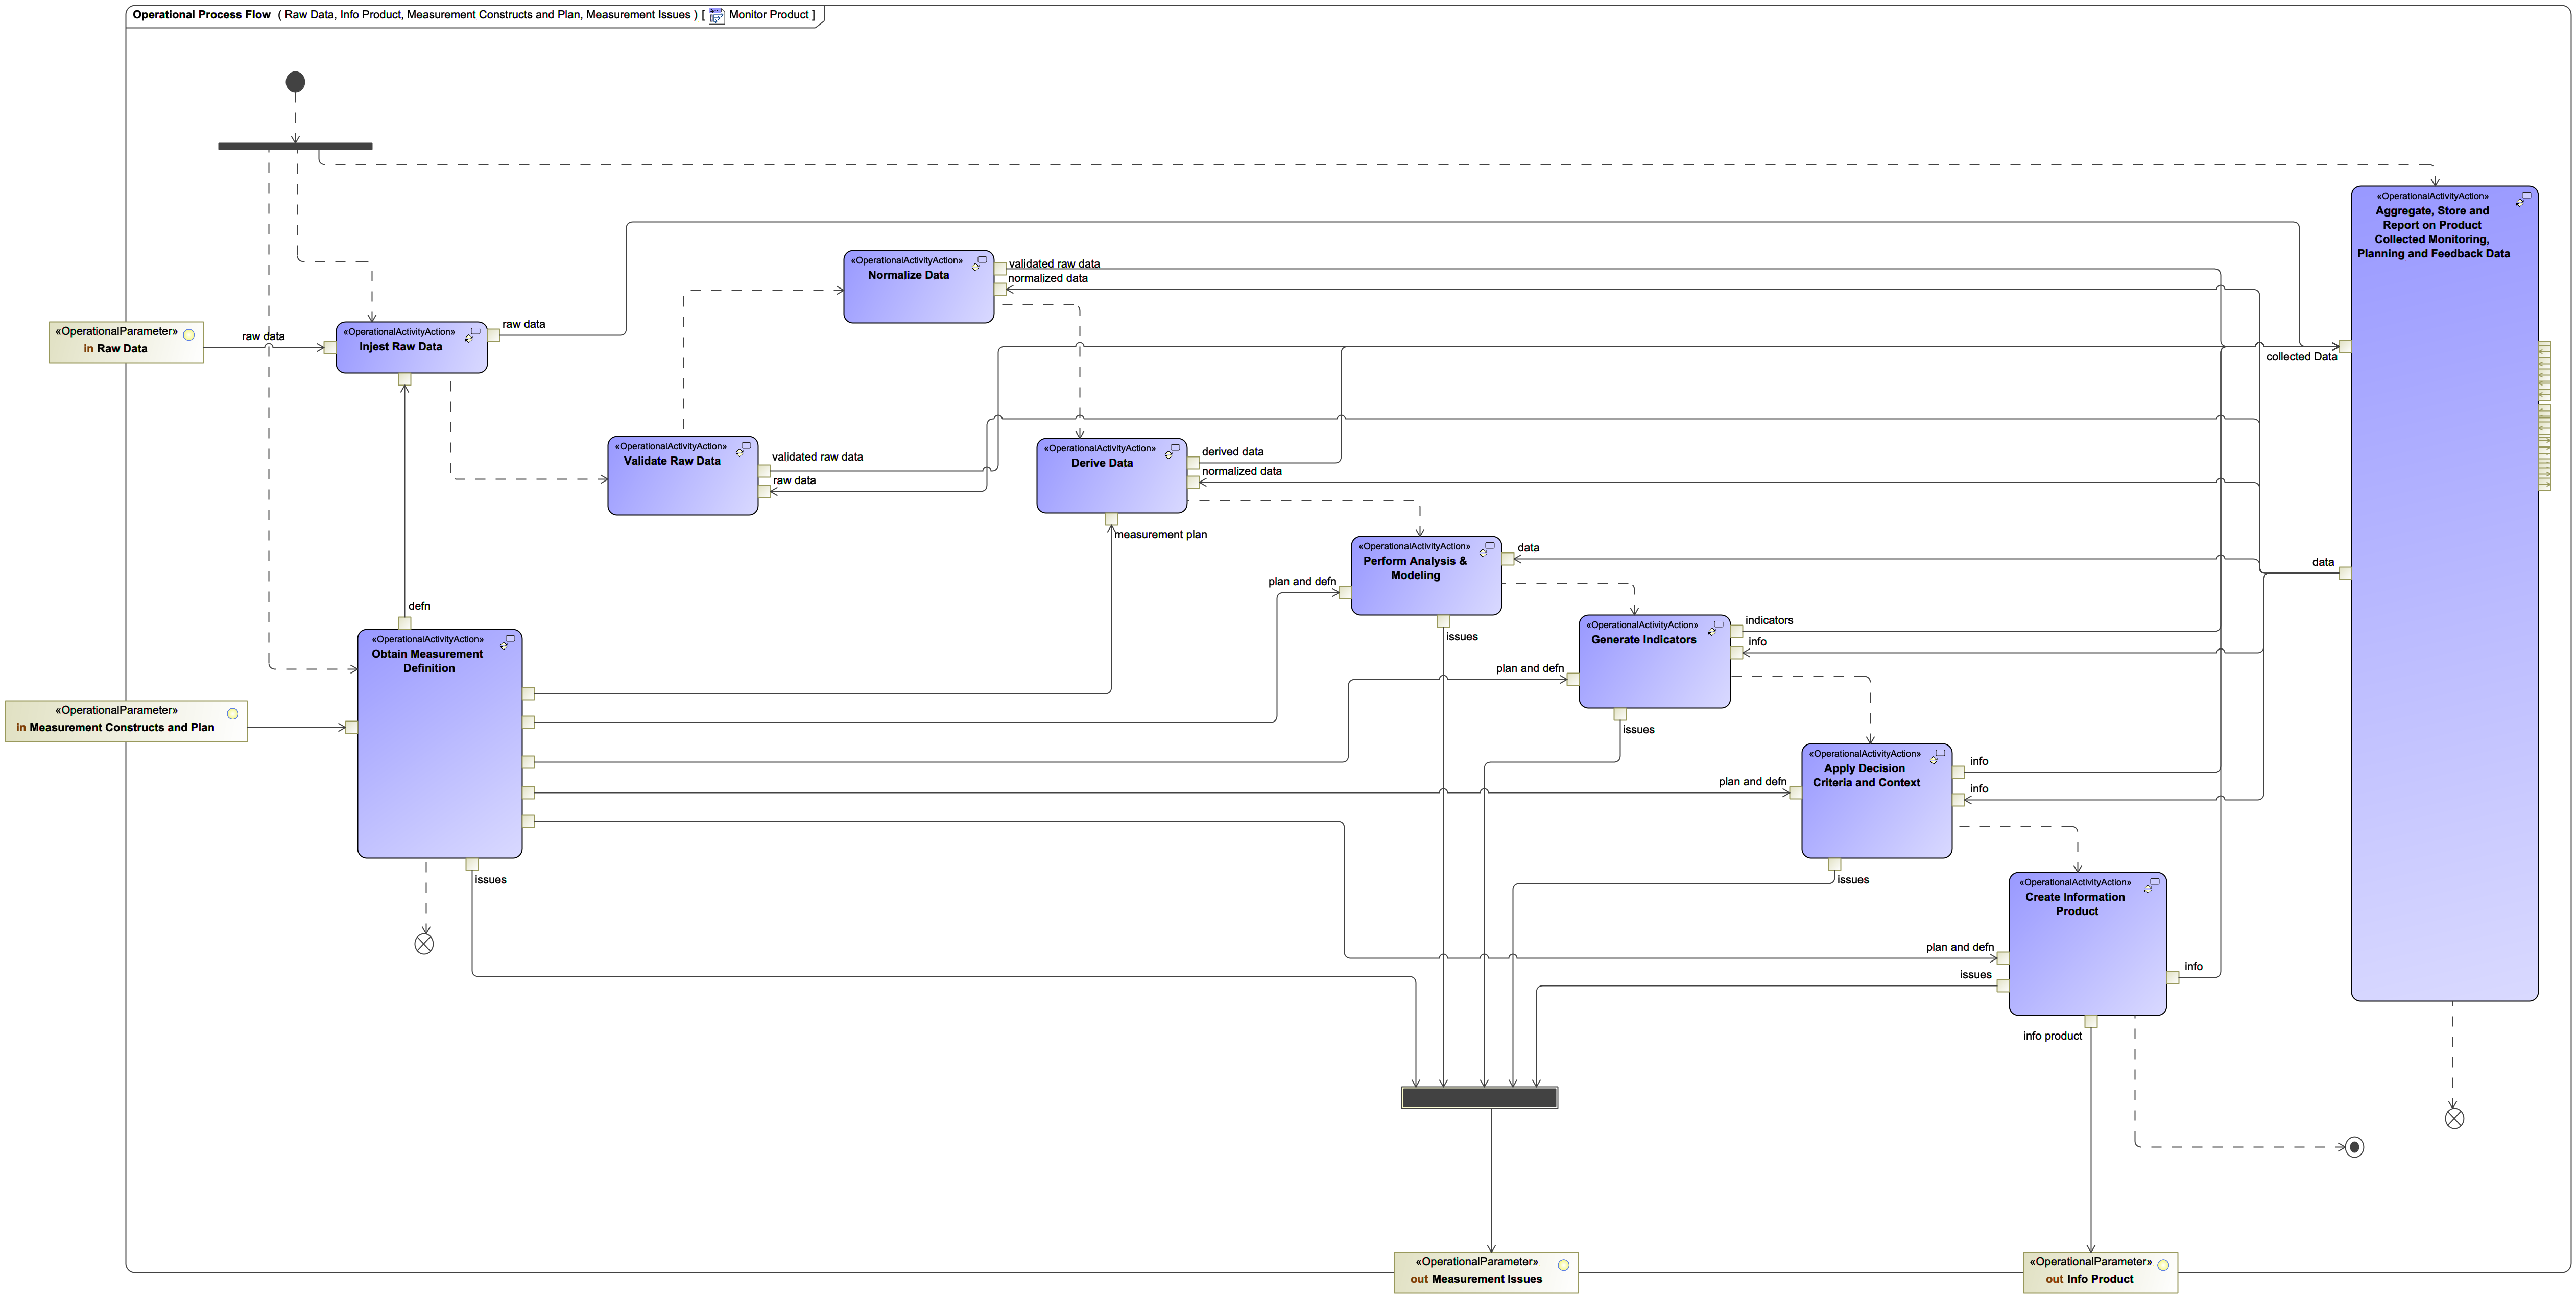 Operational Process Flow ( Raw Data, Info Product, Measurement Constructs and Plan, Measurement Issues ) [ Monitor Product ]
«OperationalActivityAction»
Aggregate, Store and
Report on Product
Collected Monitoring,
Planning and Feedback Data
«OperationalActivityAction»
Normalize Data
validated raw data
normalized data
«OperationalParameter»
in Raw Data
raw data
«OperationalActivityAction»
Injest Raw Data
raw data
collected Data
«OperationalActivityAction»
Validate Raw Data
validated raw data
raw data
«OperationalActivityAction»
Derive Data
derived data
normalized data
measurement plan
«OperationalActivityAction»
Perform Analysis &
Modeling
data
plan and defn
issues
data
defn
«OperationalActivityAction»
Obtain Measurement
Definition
«OperationalActivityAction»
Generate Indicators
indicators
info
plan and defn
issues
«OperationalParameter»
in Measurement Constructs and Plan
«OperationalActivityAction»
Apply Decision
Criteria and Context
info
info
plan and defn
issues
issues
«OperationalActivityAction»
Create Information
Product
plan and defn
issues
info
info product
«OperationalParameter»
out Measurement Issues
«OperationalParameter»
out Info Product